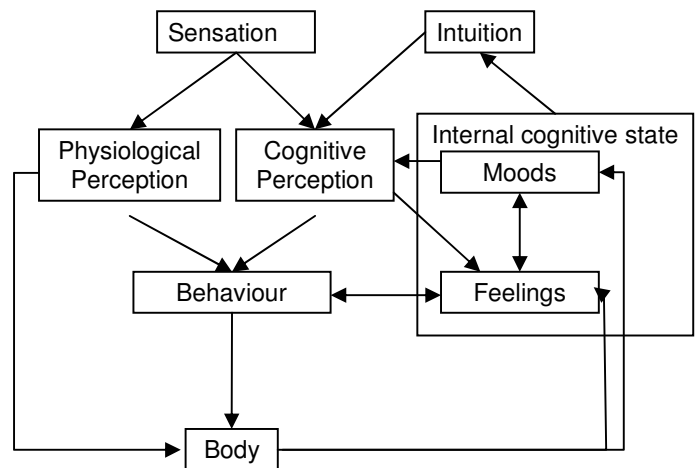 Sensation
Intuition
Internal cognitive state
Physiological
Perception
Cognitive
Perception
Moods
Behaviour
Feelings
Body